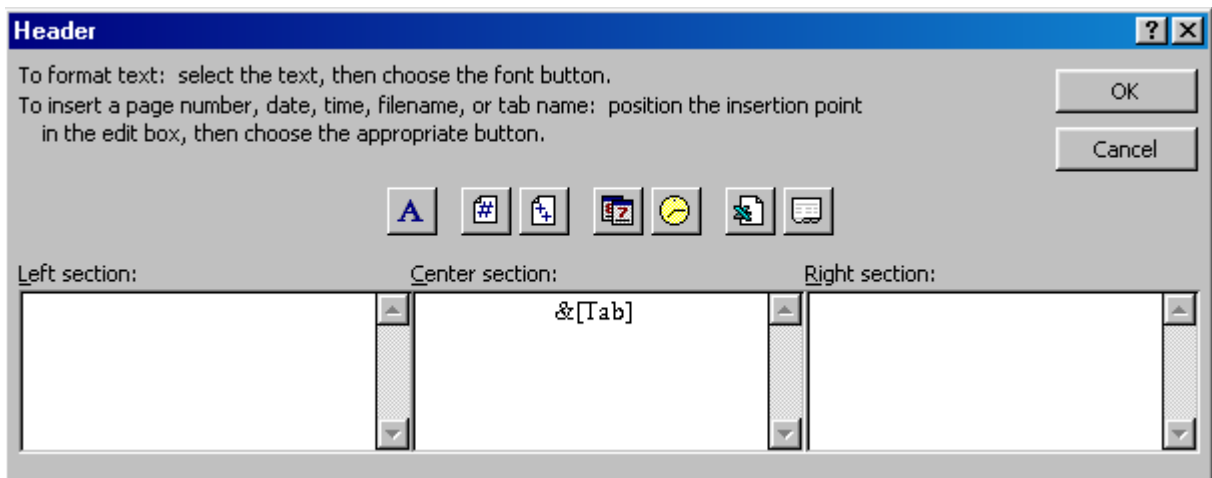 Header
To format text: select the text, then choose the font button.
To insert a page number, date, time, filename, or tab name: position the insertion point
in the edit box, then choose the appropriate button.
OK
Cancel
A # 
Left section: Center section: Right section:
&[Tab]